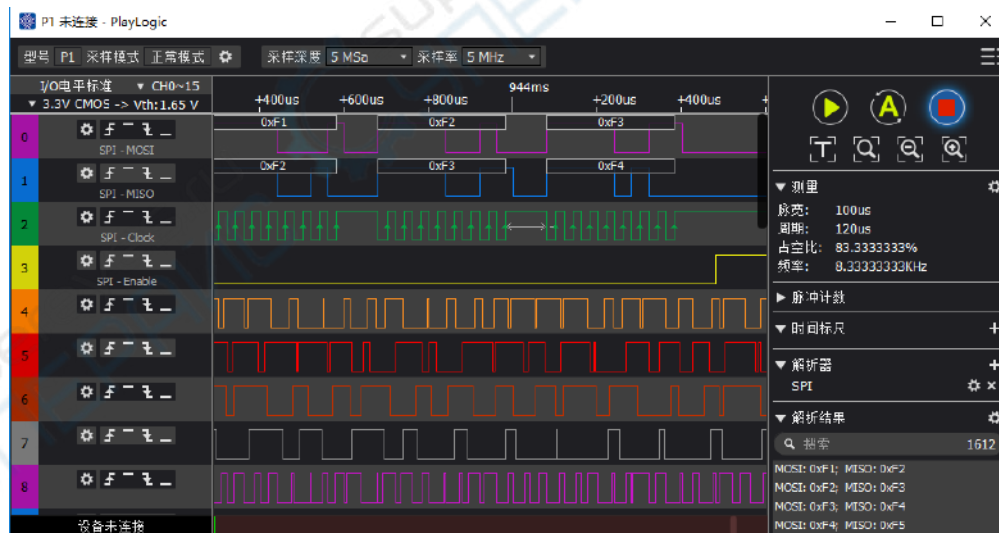 P1 未连接 - PlayLogic
型号 P1 采样模式 正常模式 采样深度 5 MSa 采样率 5 MHz
I/O电平标准 CH0~15
3.3V CMOS -> Vth:1.65 V
944ms
+400us +600us +800us +200us +400us +
0 SPI - MOSI 0xF1 0xF2 0xF3
1 SPI - MISO 0xF2 0xF3 0xF4
2 SPI - Clock
3 SPI - Enable
4
5
6
7
8
设备未连接
T
A
测量
脉宽: 100us
周期: 120us
占空比: 83.3333333%
频率: 8.33333333KHz
脉冲计数
时间标尺
解析器
SPI
解析结果
搜索 1612
MOSI: 0xF1; MISO: 0xF2
MOSI: 0xF2; MISO: 0xF3
MOSI: 0xF3; MISO: 0xF4
MOSI: 0xF4; MISO: 0xF5